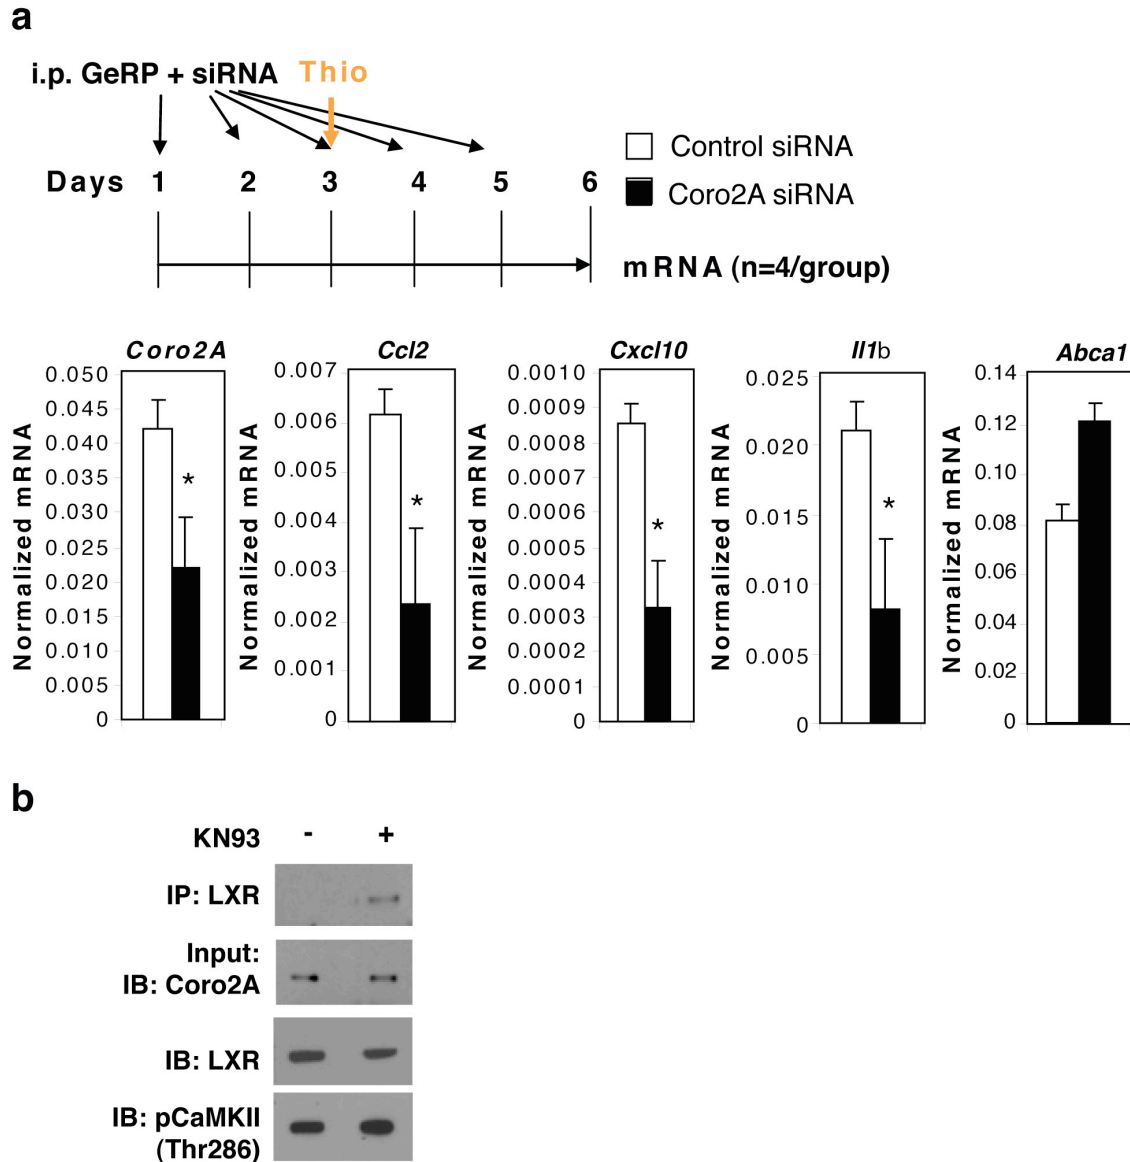 a
i.p. GeRP + siRNA Thio
Control siRNA
Days 1 2 3 4 5 6
Coro2A siRNA
mRNA (n=4/group)
Coro2A
Normalized mRNA
0.050
0.045
0.040
0.035
0.030
0.025
0.020
0.015
0.010
0.005
0
*
Ccl2
Normalized mRNA
0.007
0.006
0.005
0.004
0.003
0.002
0.001
0
*
Cxcl10
Normalized mRNA
0.0010
0.0009
0.0008
0.0007
0.0006
0.0005
0.0004
0.0003
0.0002
0.0001
0
*
Il1b
Normalized mRNA
0.025
0.020
0.015
0.010
0.005
0
*
Abca1
Normalized mRNA
0.14
0.12
0.10
0.08
0.06
0.04
0.02
0
b
KN93 - +
IP: LXR
Input:
IB: Coro2A
IB: LXR
IB: pCaMKII
(Thr286)